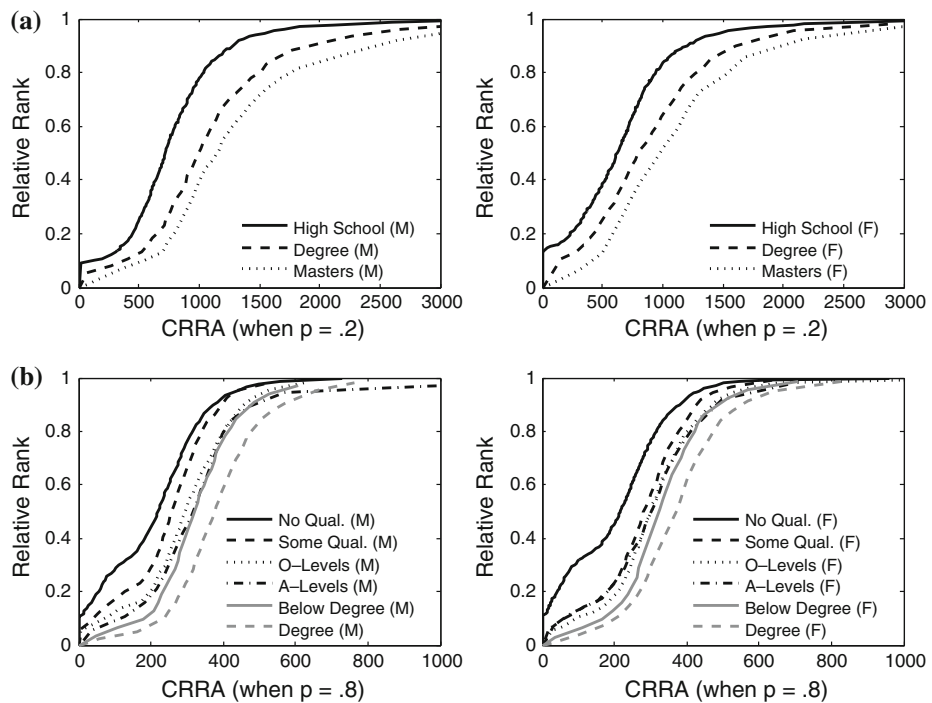 (a)
1
0.8
0.6
0.4
0.2
0
Relative Rank
High School (M)
Degree (M)
Masters (M)
0 500 1000 1500 2000 2500 3000
CRRA (when p = .2)
1
0.8
0.6
0.4
0.2
0
Relative Rank
High School (F)
Degree (F)
Masters (F)
0 500 1000 1500 2000 2500 3000
CRRA (when p = .2)
(b)
1
0.8
0.6
0.4
0.2
0
Relative Rank
No Qual. (M)
Some Qual. (M)
O–Levels (M)
A–Levels (M)
Below Degree (M)
Degree (M)
0 200 400 600 800 1000
CRRA (when p = .8)
1
0.8
0.6
0.4
0.2
0
Relative Rank
No Qual. (F)
Some Qual. (F)
O–Levels (F)
A–Levels (F)
Below Degree (F)
Degree (F)
0 200 400 600 800 1000
CRRA (when p = .8)